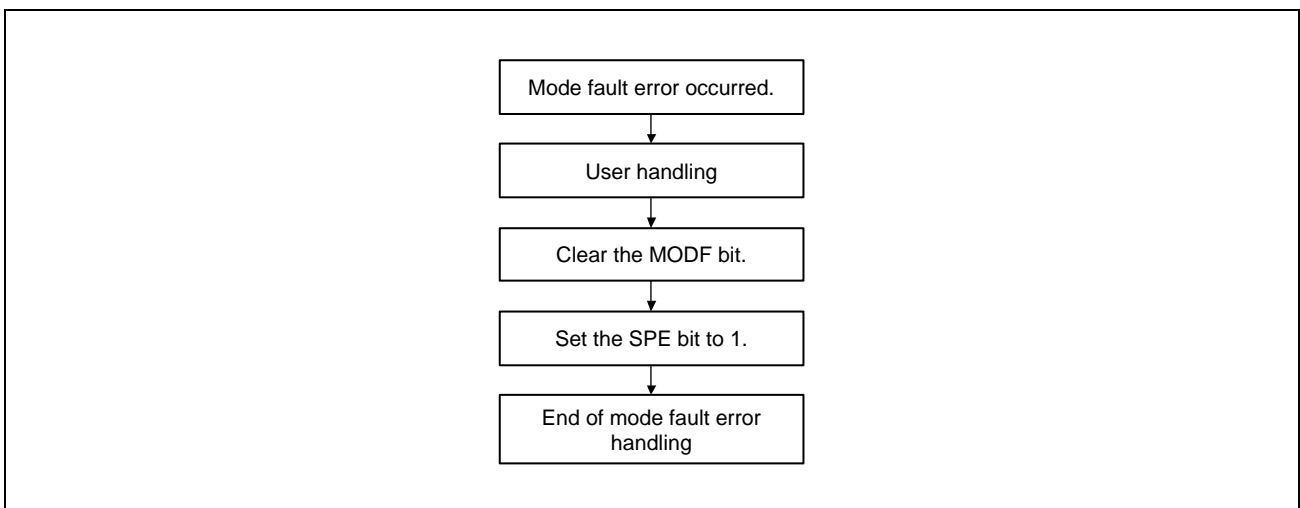 Mode fault error occurred.
User handling
Clear the MODF bit.
Set the SPE bit to 1.
End of mode fault error
handling